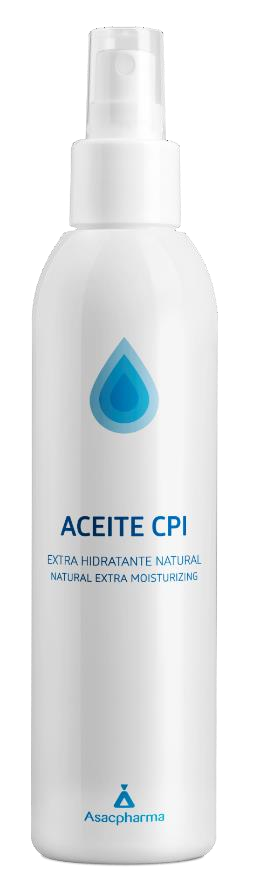 ACEITE CPI
EXTRA HIDRATANTE NATURAL
NATURAL EXTRA MOISTURIZING
Asacpharma